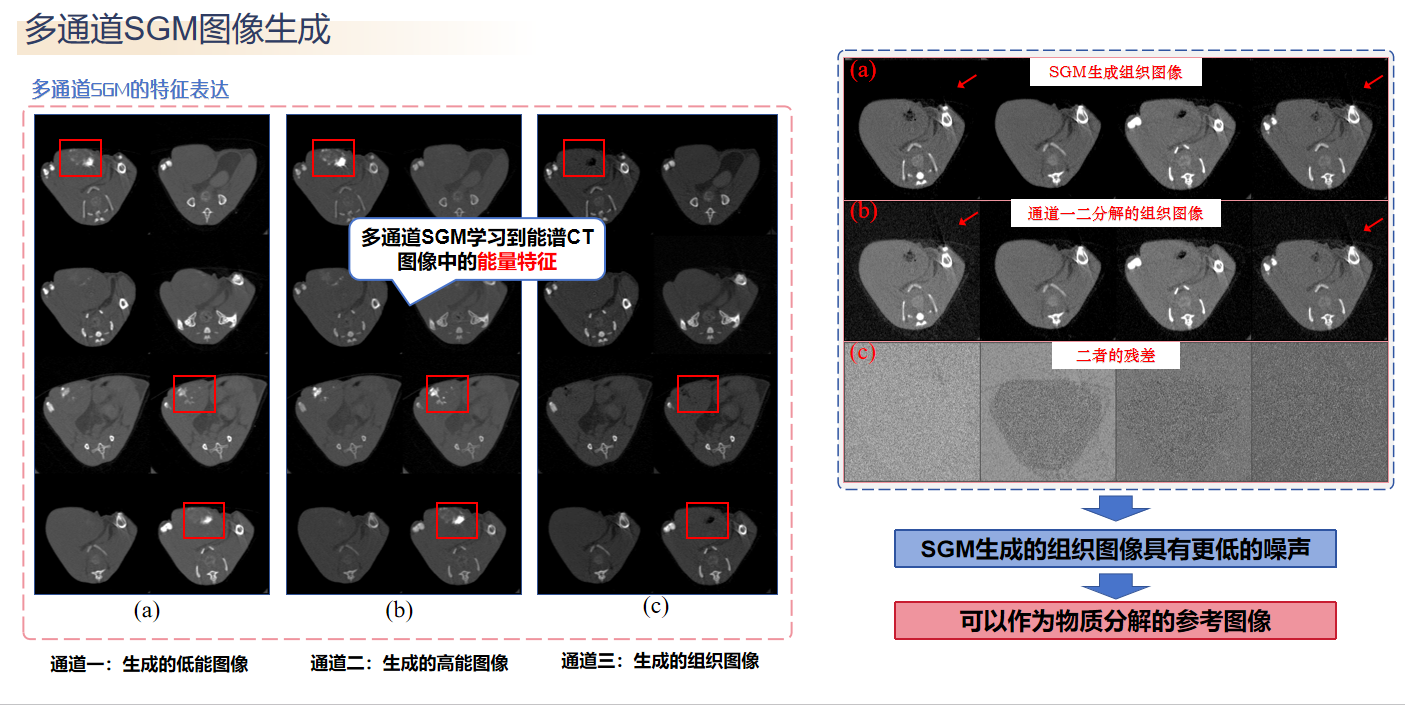 多通道SGM图像生成
多通道SGM的特征表达
多通道SGM学习到能谱CT
图像中的能量特征
(a)
(b)
(c)
通道一：生成的低能图像
通道二：生成的高能图像
通道三：生成的组织图像
(a)
SGM生成组织图像
(b)
通道一二分解的组织图像
(c)
二者的残差
SGM生成的组织图像具有更低的噪声
可以作为物质分解的参考图像